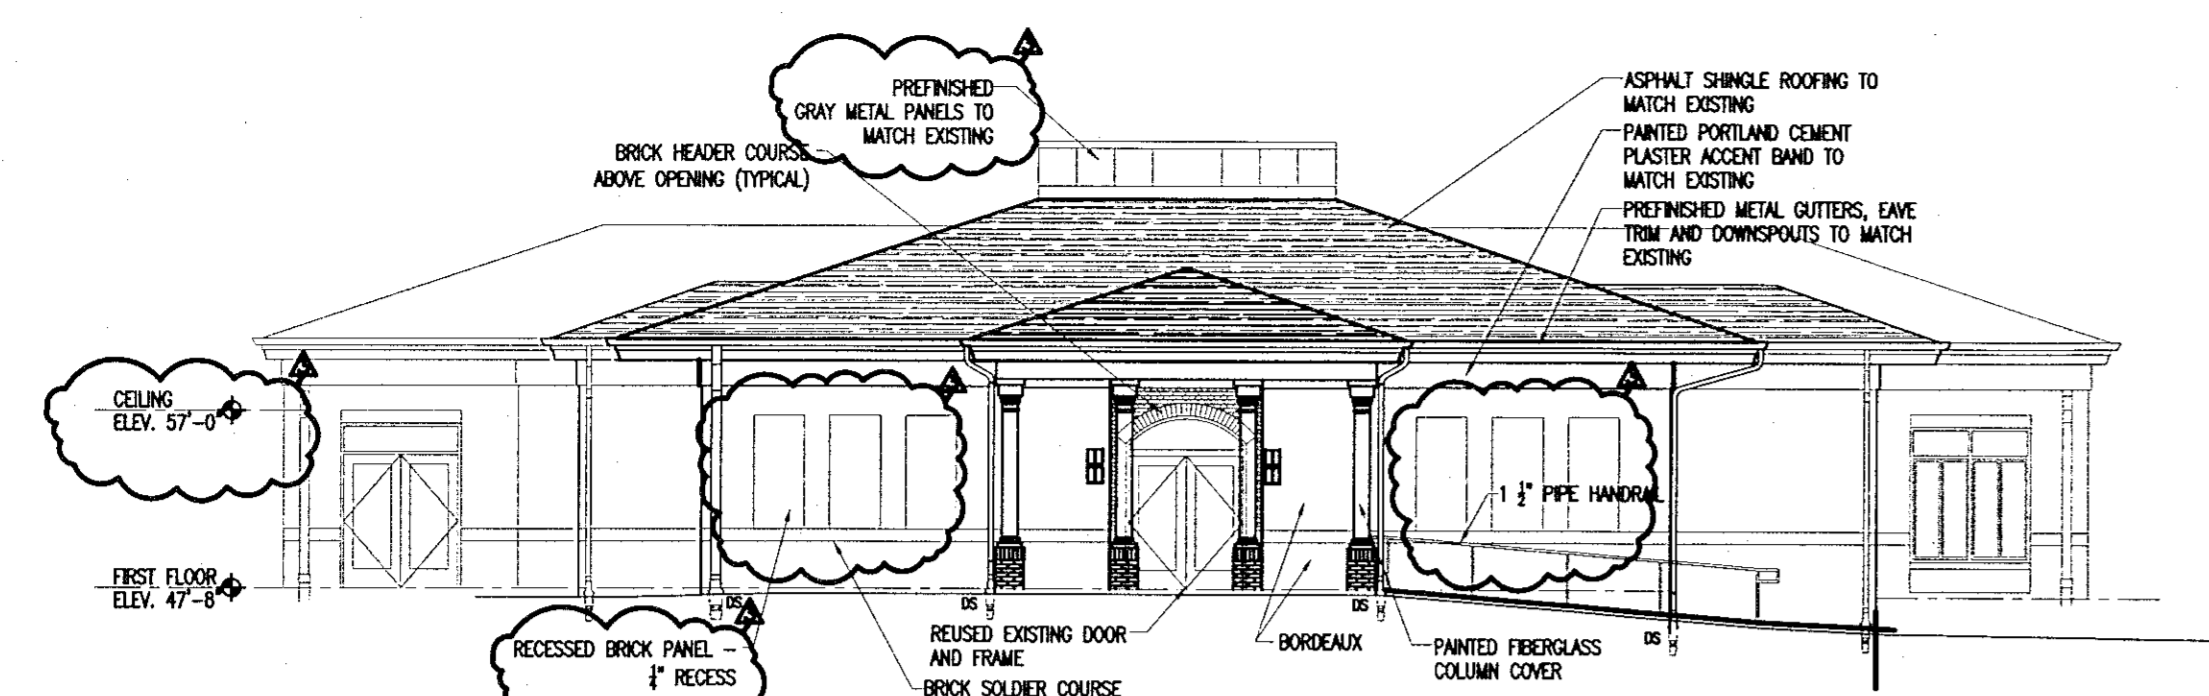 PREFINISHED
GRAY METAL PANELS TO
MATCH EXISTING
BRICK HEADER COURSE
ABOVE OPENING (TYPICAL)
ASPHALT SHINGLE ROOFING TO
MATCH EXISTING
PAINTED PORTLAND CEMENT
PLASTER ACCENT BAND TO
MATCH EXISTING
PREFINISHED METAL GUTTERS, EAVE
TRIM AND DOWNSPOUTS TO MATCH
EXISTING
CEILING
ELEV. 57'-0"
1 1/2" PIPE HANDRAIL
FIRST FLOOR
ELEV. 47'-8"
DS
DS
DS
DS
RECESSED BRICK PANEL -
1/4" RECESS
REUSED EXISTING DOOR
AND FRAME
BRICK SOLDIER COURSE
BORDEAUX
PAINTED FIBERGLASS
COLUMN COVER